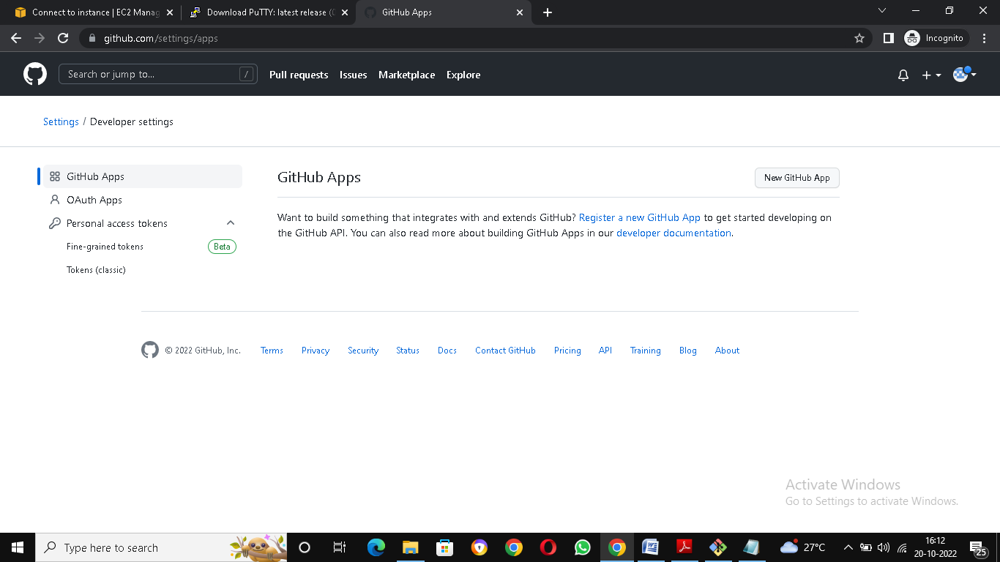 Connect to instance | EC2 Manag
Download PuTTY: latest release (
GitHub Apps
github.com/settings/apps
Incognito
Search or jump to...
/
Pull requests
Issues
Marketplace
Explore
Settings / Developer settings
GitHub Apps
OAuth Apps
Personal access tokens
Fine-grained tokens
Beta
Tokens (classic)
GitHub Apps
New GitHub App
Want to build something that integrates with and extends GitHub? Register a new GitHub App to get started developing on
the GitHub API. You can also read more about building GitHub Apps in our developer documentation.
© 2022 GitHub, Inc.
Terms
Privacy
Security
Status
Docs
Contact GitHub
Pricing
API
Training
Blog
About
Activate Windows
Go to Settings to activate Windows.
Type here to search
27°C
16:12
20-10-2022
25